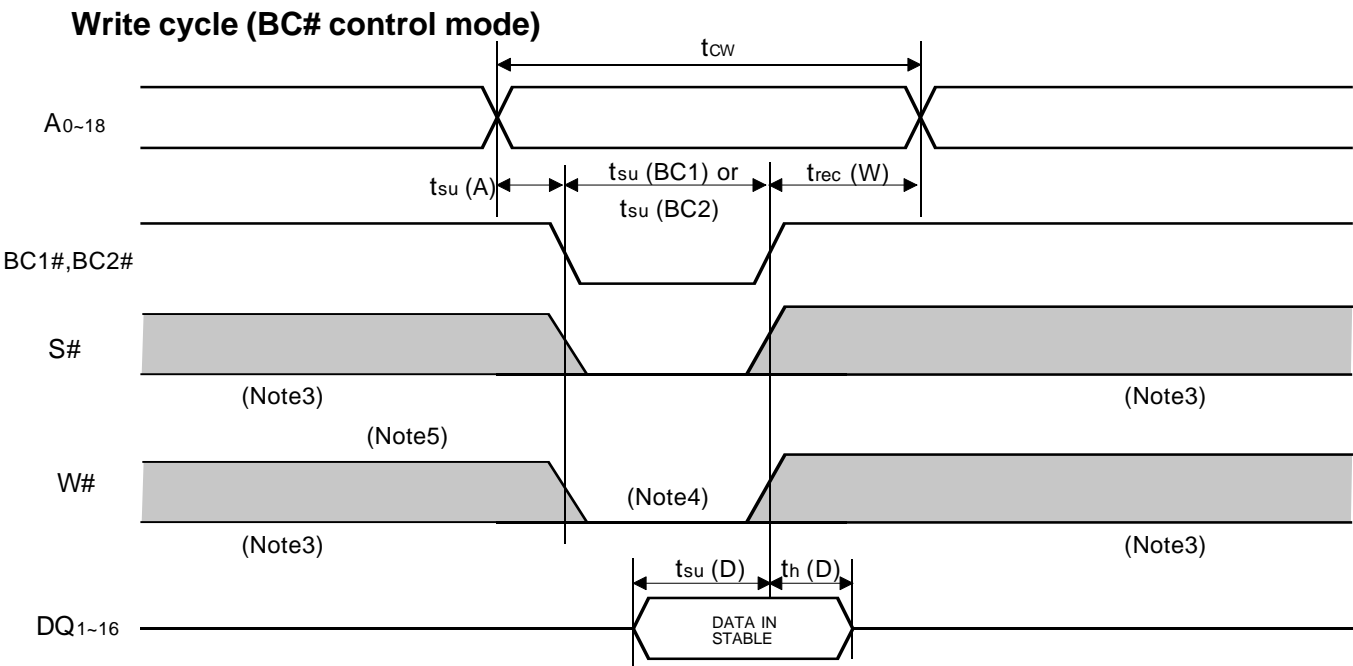 Write cycle (BC# control mode)
tCW
A0~18
tsu (A)
tsu (BC1) or
tsu (BC2)
trec (W)
BC1#,BC2#
S#
(Note3)
(Note3)
(Note5)
W#
(Note4)
(Note3)
(Note3)
tsu (D)
th (D)
DQ1~16
DATA IN
STABLE